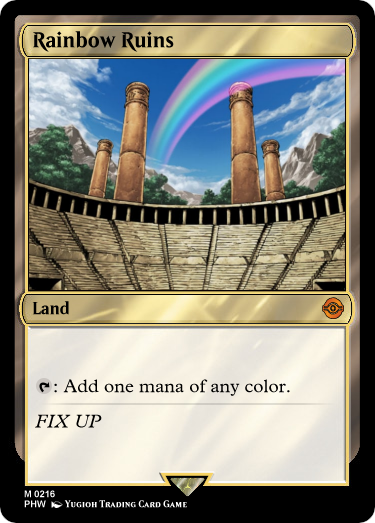 Rainbow Ruins
Land
: Add one mana of any color.
FIX UP
M 0216
PHW Yugioh Trading Card Game